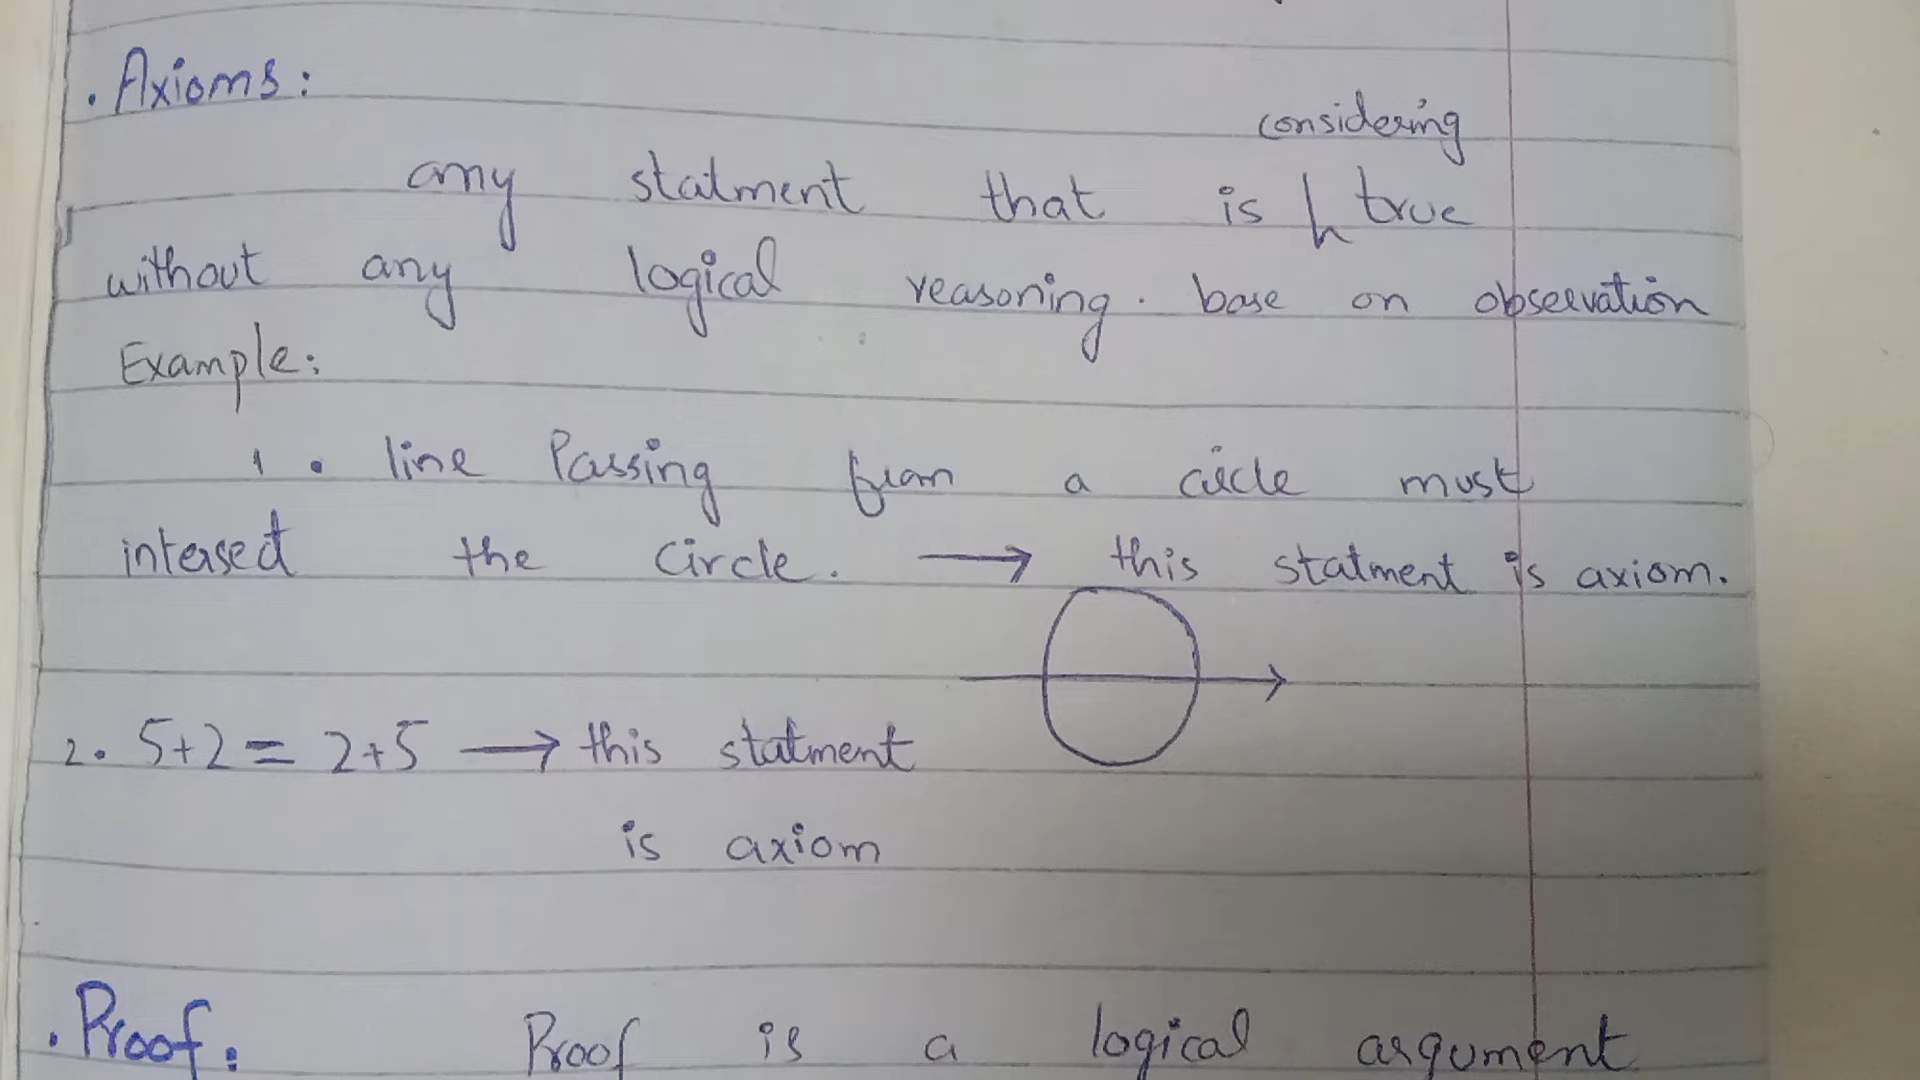 . Axioms:
considering
any statment that is true
without any logical reasoning. base on observation
Example:
1. line Passing from a circle must
intersect the circle. → this statment is axiom.
2. 5+2 = 2+5 → this statment
is axiom
. Proof: Proof is a logical argument